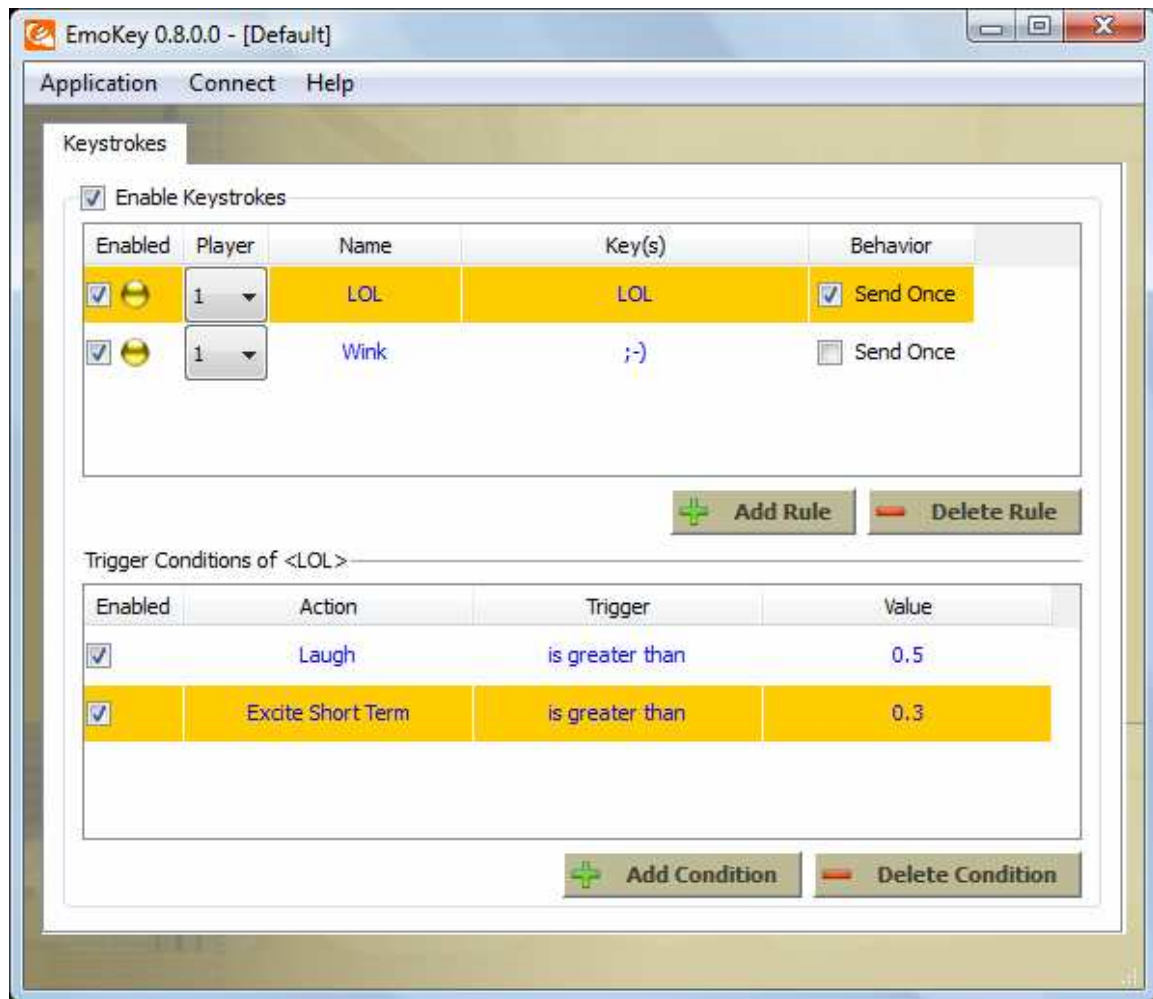 EmoKey 0.8.0.0 - [Default]
Application Connect Help
Keystrokes
Enable Keystrokes
Enabled Player Name Key(s) Behavior
1 LOL LOL Send Once
1 Wink ;-) Send Once
Add Rule Delete Rule
Trigger Conditions of <LOL>
Enabled Action Trigger Value
Laugh is greater than 0.5
Excite Short Term is greater than 0.3
Add Condition Delete Condition